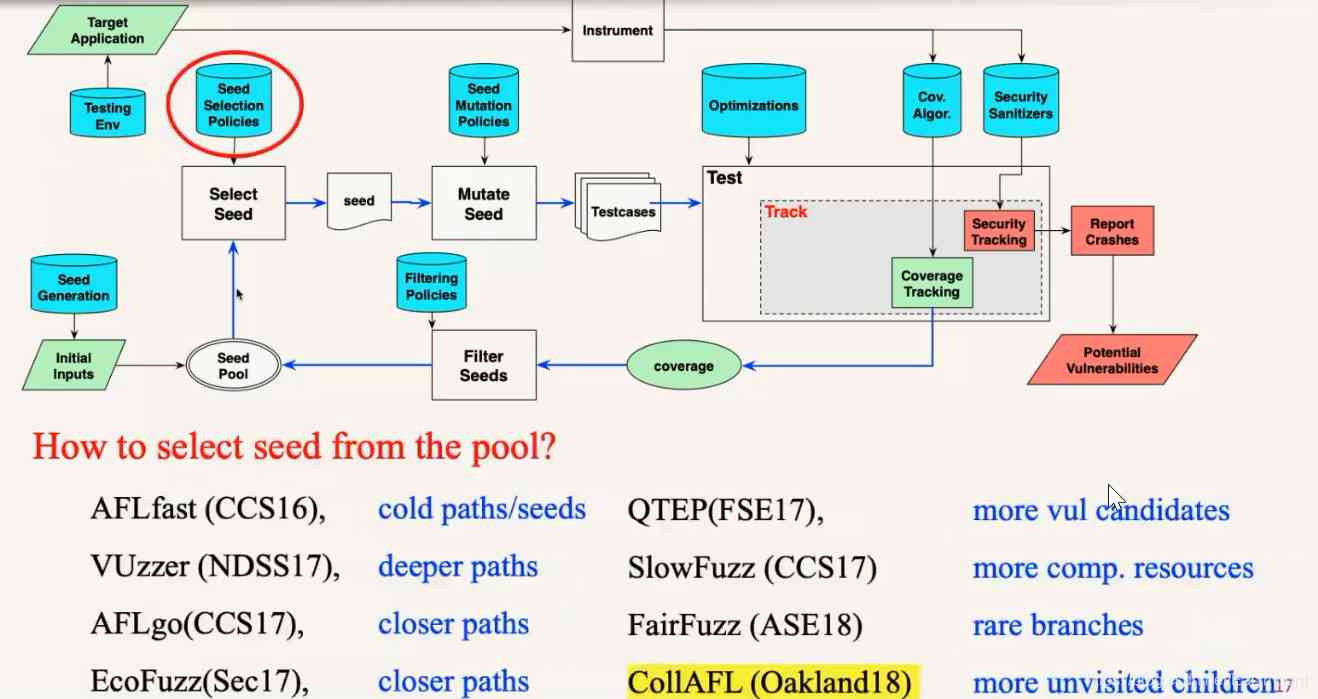 Target
Application
Instrument
Testing
Env
Seed
Selection
Policies
Seed
Mutation
Policies
Optimizations
Cov.
Algor.
Security
Sanitizers
Select
Seed
seed
Mutate
Seed
Testcases
Test
Track
Security
Tracking
Report
Crashes
Coverage
Tracking
Seed
Generation
Filtering
Policies
Initial
Inputs
Seed
Pool
Filter
Seeds
coverage
Potential
Vulnerabilities
How to select seed from the pool?
AFLfast (CCS16), cold paths/seeds QTEP(FSE17), more vul candidates
VUzzer (NDSS17), deeper paths SlowFuzz (CCS17) more comp. resources
AFLgo(CCS17), closer paths FairFuzz (ASE18) rare branches
EcoFuzz(Sec17), closer paths CollAFL (Oakland18) more unvisited children